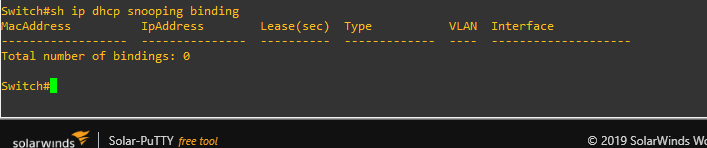 Switch#sh ip dhcp snooping binding
MacAddress          IpAddress        Lease(sec)  Type           VLAN  Interface
------------------  ---------------  ----------  -------------  ----  --------------------
Total number of bindings: 0
Switch#
solarwinds | Solar-PuTTY free tool © 2019 SolarWinds Wo